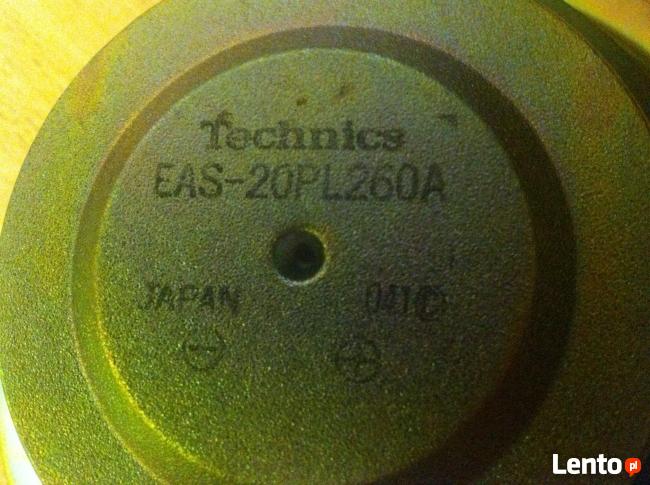 Technics
EAS-20PL260A
JAPAN 041Ⓒ
⊖ ⊕
Lento pl